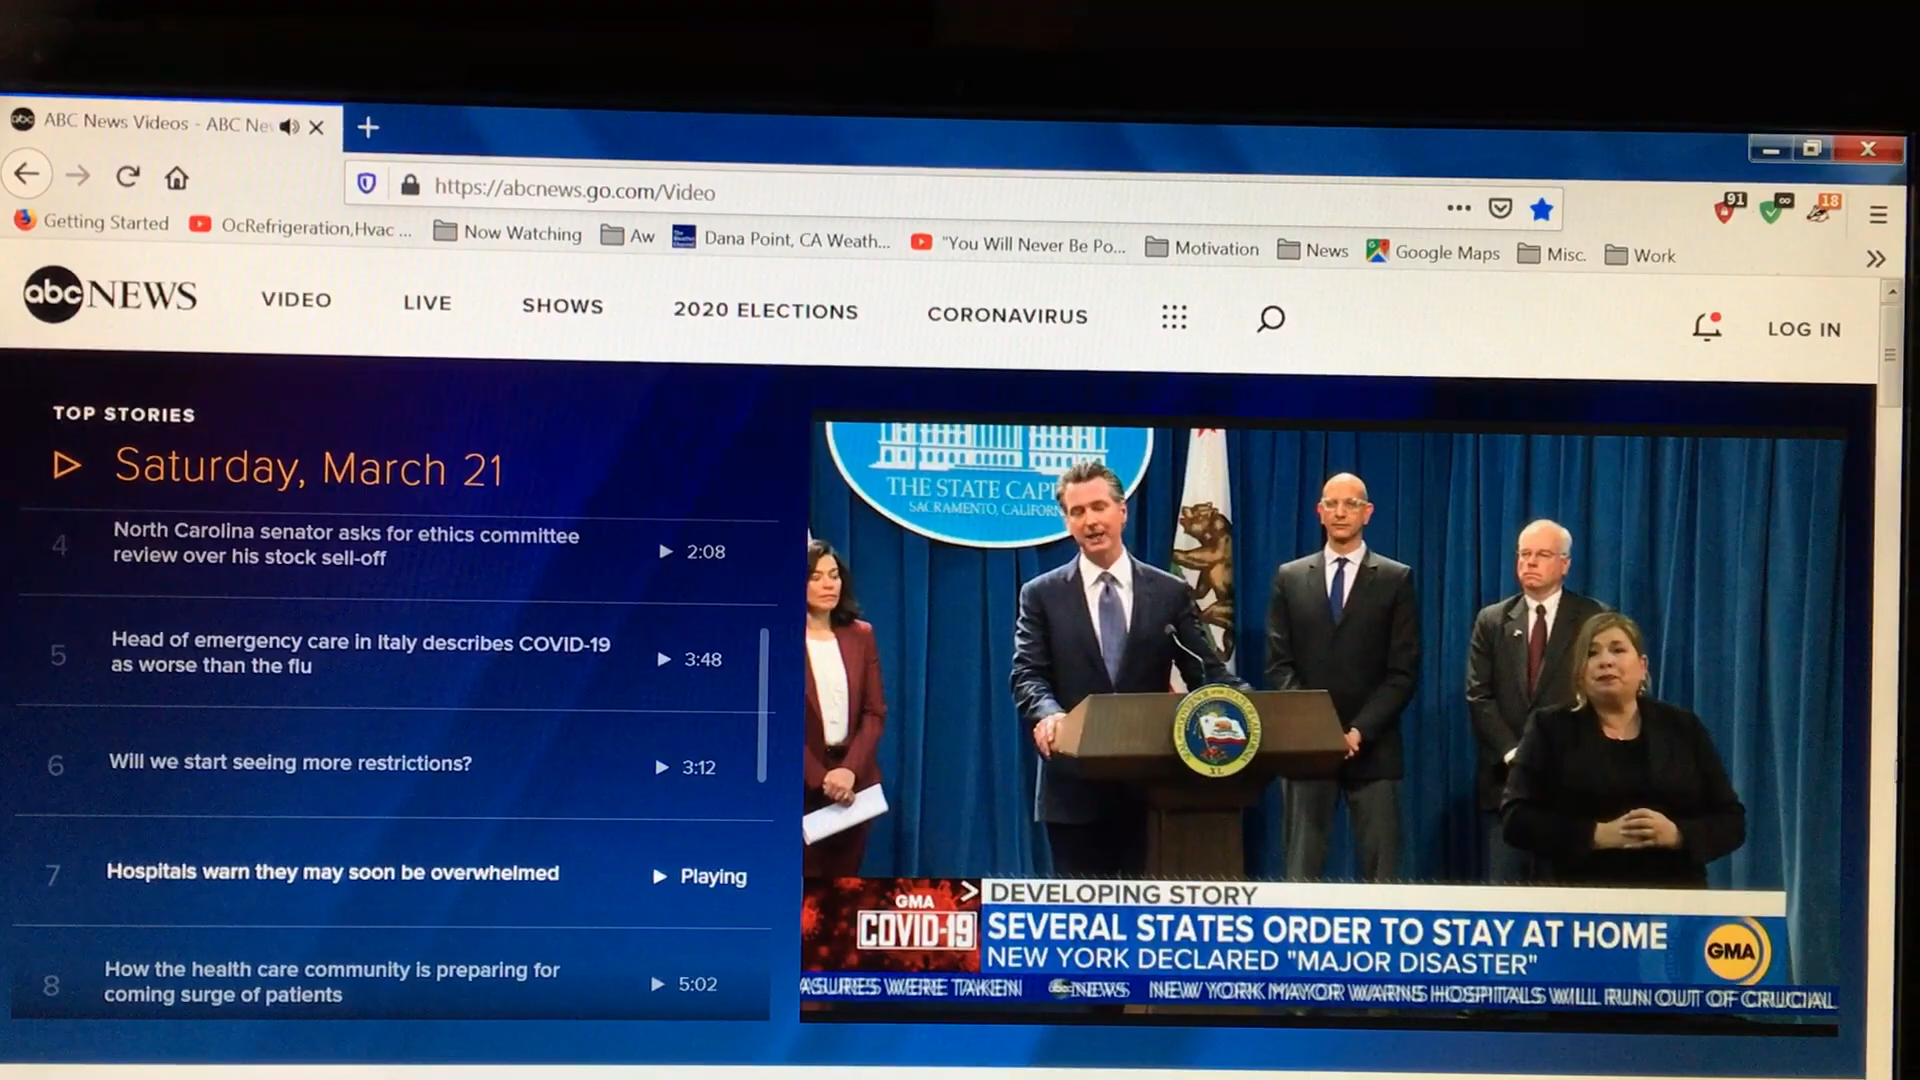 ABC News Videos - ABC Ne
https://abcnews.go.com/Video
91
∞
18
Getting Started
OcRefrigeration,Hvac ...
Now Watching
Aw
Dana Point, CA Weath...
"You Will Never Be Po...
Motivation
News
Google Maps
Misc.
Work
abc NEWS
VIDEO
LIVE
SHOWS
2020 ELECTIONS
CORONAVIRUS
LOG IN
TOP STORIES
Saturday, March 21
4
North Carolina senator asks for ethics committee
review over his stock sell-off
2:08
5
Head of emergency care in Italy describes COVID-19
as worse than the flu
3:48
6
Will we start seeing more restrictions?
3:12
7
Hospitals warn they may soon be overwhelmed
Playing
8
How the health care community is preparing for
coming surge of patients
5:02
THE STATE CAP
SACRAMENTO, CALIFORN
GMA
COVID-19
DEVELOPING STORY
SEVERAL STATES ORDER TO STAY AT HOME
NEW YORK DECLARED "MAJOR DISASTER"
GMA
ASURES WERE TAKEN abc NEWS NEW YORK MAYOR WARNS HOSPITALS WILL RUN OUT OF CRUCIAL